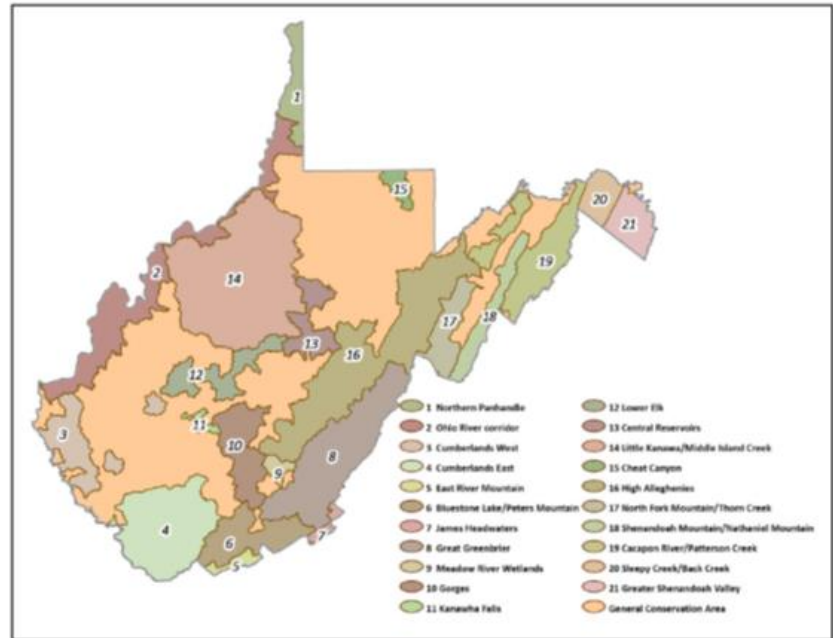 1
15
20
21
2
14
19
17
18
13
16
12
3
11
10
8
9
4
6
7
5
1 Northern Panhandle
2 Ohio River corridor
3 Cumberlands West
4 Cumberlands East
5 East River Mountain
6 Bluestone Lake/Peters Mountain
7 James Headwaters
8 Great Greenbrier
9 Meadow River Wetlands
10 Gorges
11 Kanawha Falls
12 Lower Elk
13 Central Reservoirs
14 Little Kanawa/Middle Island Creek
15 Cheat Canyon
16 High Alleghenies
17 North Fork Mountain/Thorn Creek
18 Shenandoah Mountain/Nathaniel Mountain
19 Cacapon River/Patterson Creek
20 Sleepy Creek/Back Creek
21 Greater Shenandoah Valley
General Conservation Area